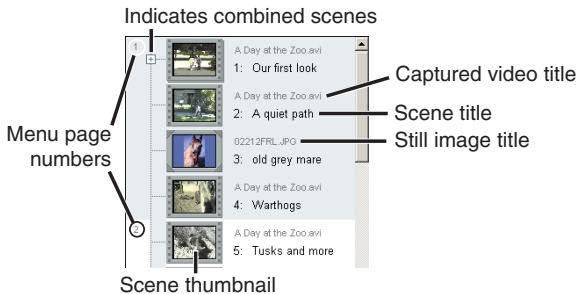 Indicates combined scenes
1
A Day at the Zoo.avi
1: Our first look
Captured video title
A Day at the Zoo.avi
2: A quiet path
Scene title
Menu page
numbers
02212FRL.JPG
Still image title
3: old grey mare
A Day at the Zoo.avi
4: Warthogs
2
A Day at the Zoo.avi
5: Tusks and more
Scene thumbnail